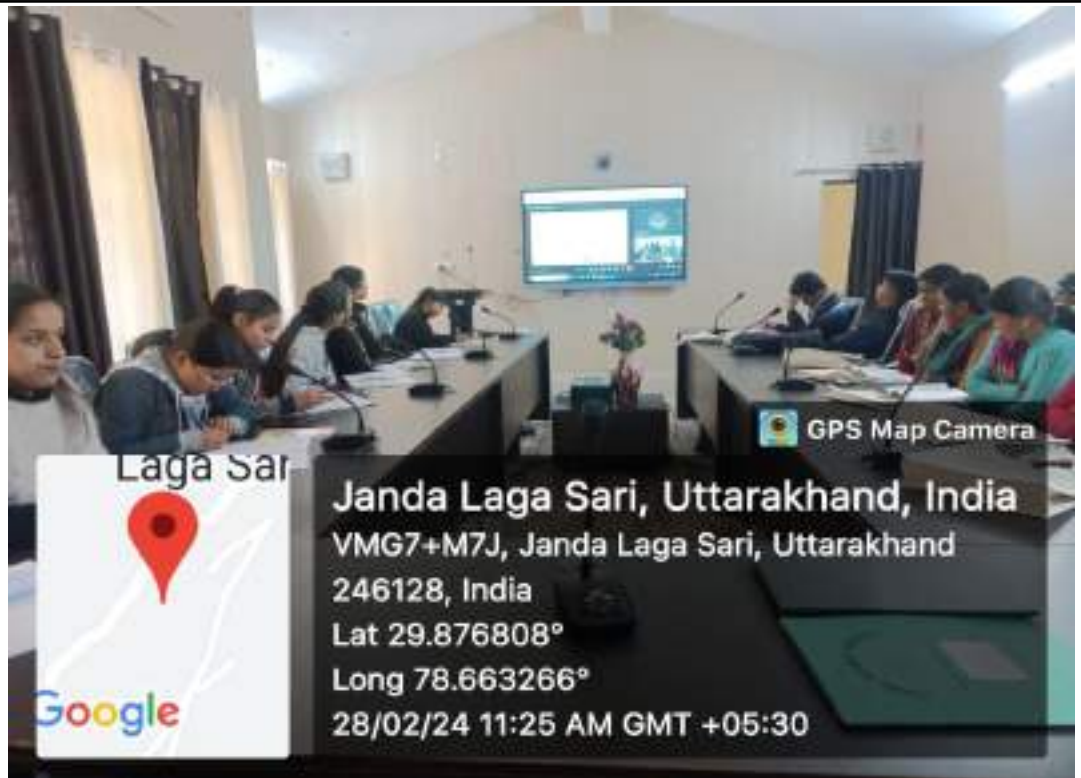 GPS Map Camera
Laga Sar
Janda Laga Sari, Uttarakhand, India
VMG7+M7J, Janda Laga Sari, Uttarakhand
246128, India
Lat 29.876808°
Long 78.663266°
28/02/24 11:25 AM GMT +05:30
Google